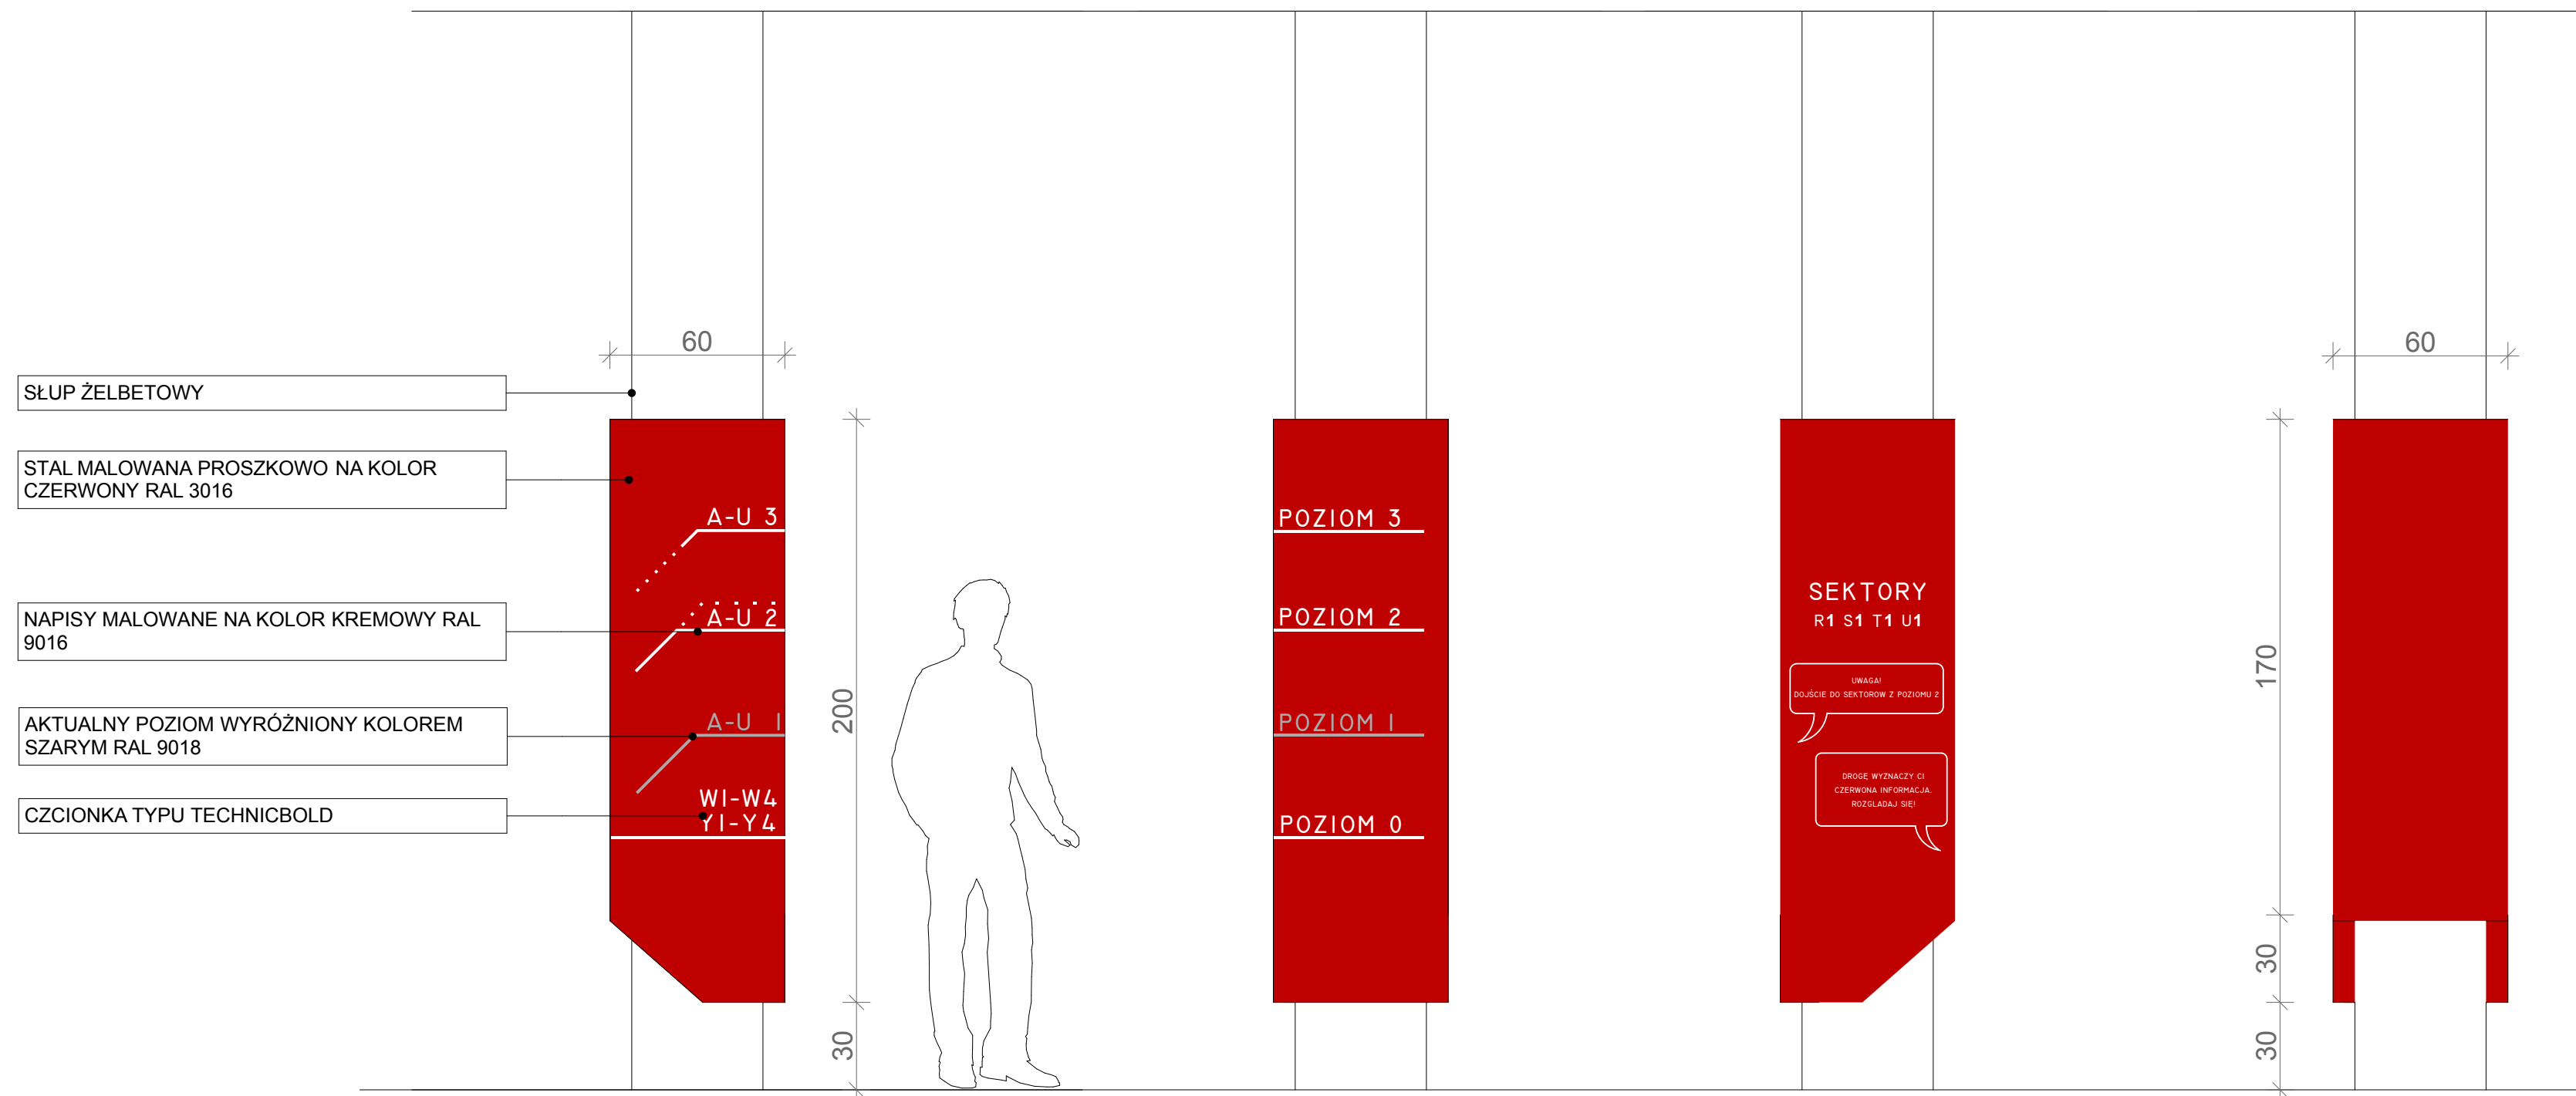 60
60
SŁUP ŻELBETOWY
STAL MALOWANA PROSZKOWO NA KOLOR
CZERWONY RAL 3016
NAPISY MALOWANE NA KOLOR KREMOWY RAL
9016
AKTUALNY POZIOM WYRÓŻNIONY KOLOREM
SZARYM RAL 9018
CZCIONKA TYPU TECHNICBOLD
A-U 3
A-U 2
A-U 1
W1-W4
Y1-Y4
200
30
POZIOM 3
POZIOM 2
POZIOM 1
POZIOM 0
SEKTORY
R1 S1 T1 U1
UWAGA!
DOJŚCIE DO SEKTOROW Z POZIOMU 2
DROGĘ WYZNACZY CI
CZERWONA INFORMACJA.
ROZGLADAJ SIĘ!
170
30
30